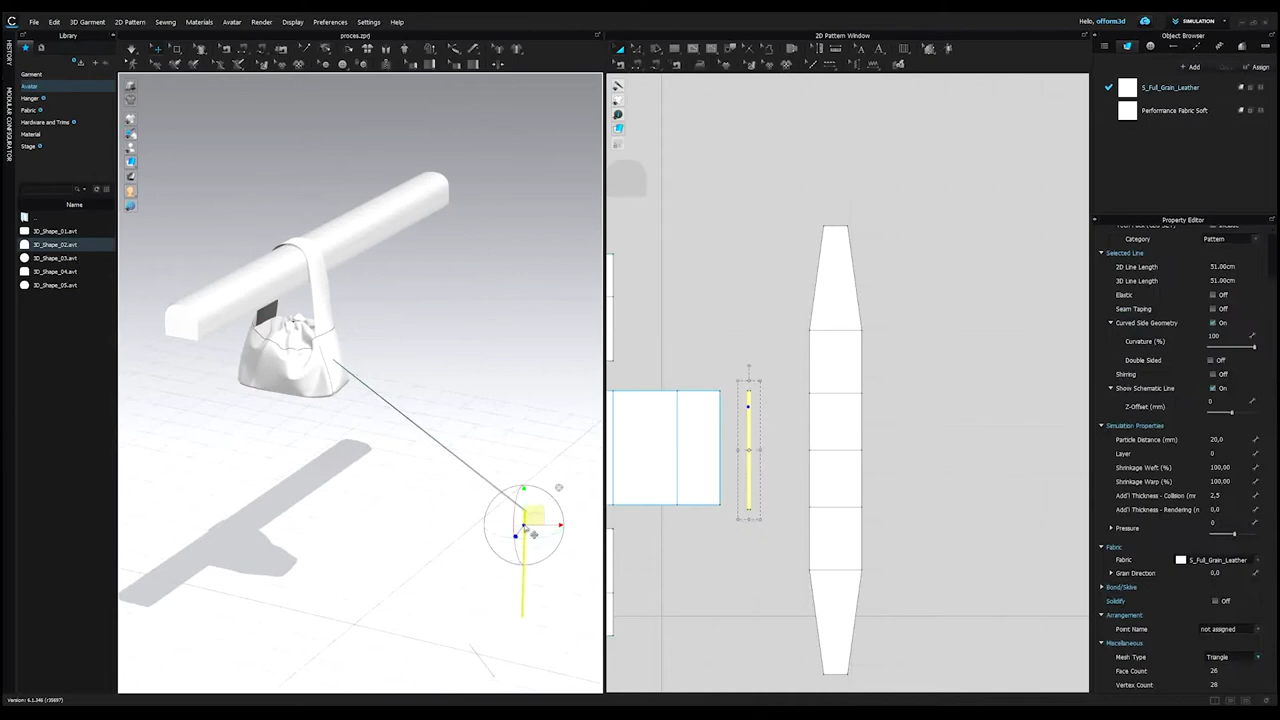 C File Edit 3D Garment 2D Pattern Sewing Materials Avatar Render Display Preferences Settings Help
Hello, ofform3d SIMULATION
Library proces.zprj 2D Pattern Window Object Browser
HISTORY
MODULAR CONFIGURATOR
Garment
Avatar
Hanger
Fabric
Hardware and Trims
Material
Stage
Name
..
3D_Shape_01.avt
3D_Shape_02.avt
3D_Shape_03.avt
3D_Shape_04.avt
3D_Shape_05.avt
Add Assign
S_Full_Grain_Leather
Performance Fabric Soft
Property Editor
Category Pattern
Selected Line
2D Line Length 51.00cm
3D Line Length 51.00cm
Elastic Off
Seam Taping Off
Curved Side Geometry On
Curvature (%) 100
Double Sided Off
Shirring Off
Show Schematic Line On
Z-Offset (mm) 0
Simulation Properties
Particle Distance (mm) 20,0
Layer 0
Shrinkage Weft (%) 100,00
Shrinkage Warp (%) 100,00
Add'l Thickness - Collision (mr 2,5
Add'l Thickness - Rendering (n 0,0
Pressure 0
Fabric
Fabric S_Full_Grain_Leather
Grain Direction 0,0
Bond/Skive
Solidify Off
Arrangement
Point Name not assigned
Miscellaneous
Mesh Type Triangle
Face Count 26
Vertex Count 28